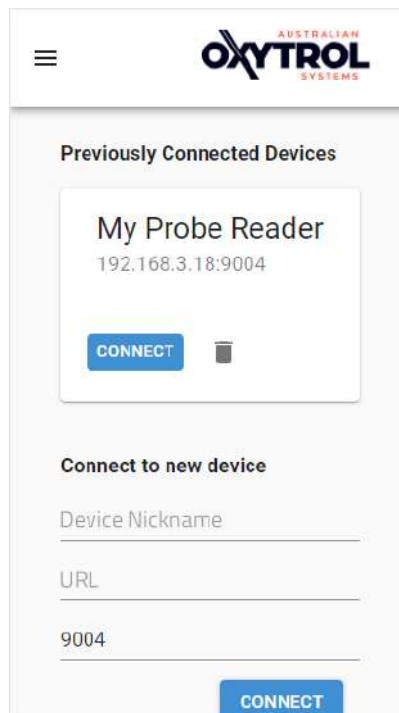 AUSTRALIAN
OXYTROL
SYSTEMS
Previously Connected Devices
My Probe Reader
192.168.3.18:9004
CONNECT
Connect to new device
Device Nickname
URL
9004
CONNECT